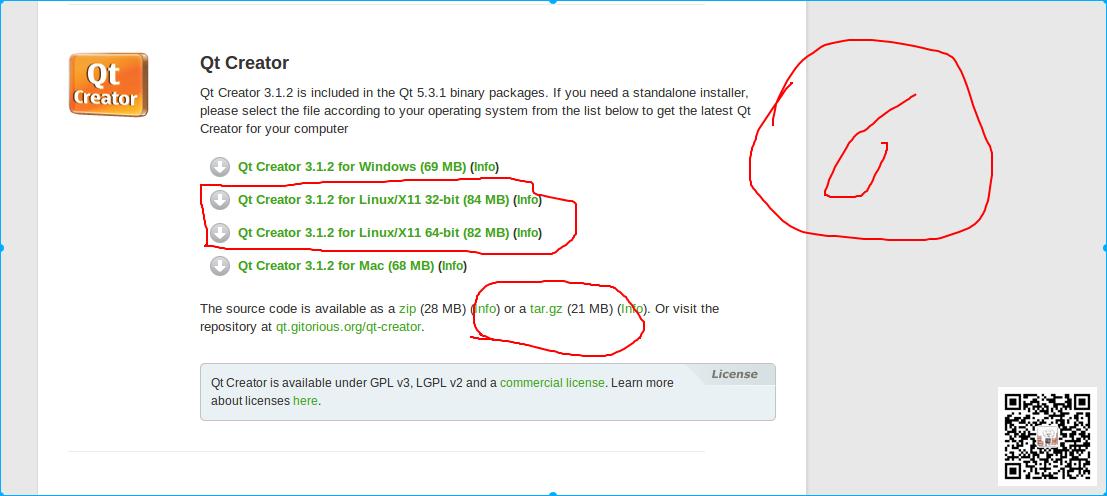 Qt
Creator
Qt Creator
Qt Creator 3.1.2 is included in the Qt 5.3.1 binary packages. If you need a standalone installer,
please select the file according to your operating system from the list below to get the latest Qt
Creator for your computer
Qt Creator 3.1.2 for Windows (69 MB) (Info)
Qt Creator 3.1.2 for Linux/X11 32-bit (84 MB) (Info)
Qt Creator 3.1.2 for Linux/X11 64-bit (82 MB) (Info)
Qt Creator 3.1.2 for Mac (68 MB) (Info)
The source code is available as a zip (28 MB) (Info) or a tar.gz (21 MB) (Info). Or visit the
repository at qt.gitorious.org/qt-creator.
License
Qt Creator is available under GPL v3, LGPL v2 and a commercial license. Learn more
about licenses here.